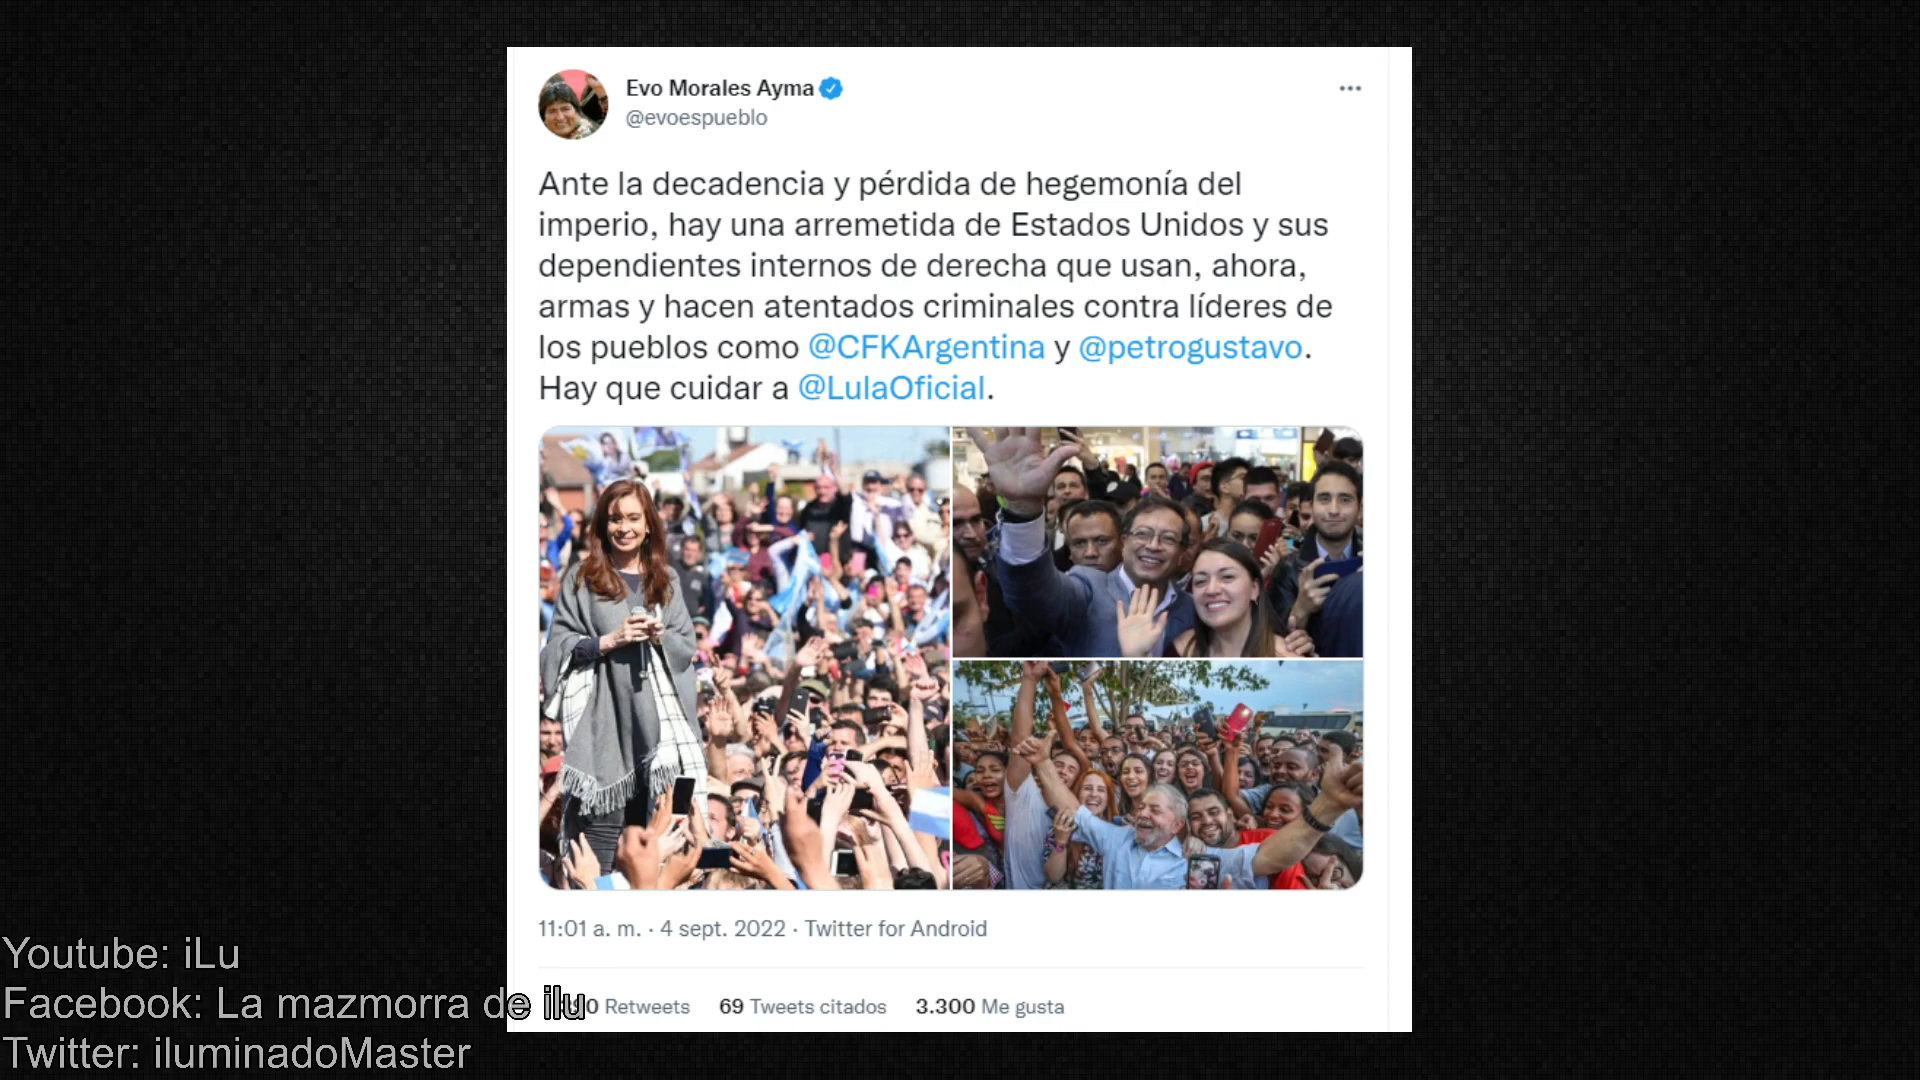 Evo Morales Ayma
@evoespueblo
Ante la decadencia y pérdida de hegemonía del
imperio, hay una arremetida de Estados Unidos y sus
dependientes internos de derecha que usan, ahora,
armas y hacen atentados criminales contra líderes de
los pueblos como @CFKArgentina y @petrogustavo.
Hay que cuidar a @LulaOficial.
11:01 a. m. · 4 sept. 2022 · Twitter for Android
Retweets 69 Tweets citados 3.300 Me gusta
Youtube: iLu
Facebook: La mazmorra de ilu
Twitter: iluminadoMaster